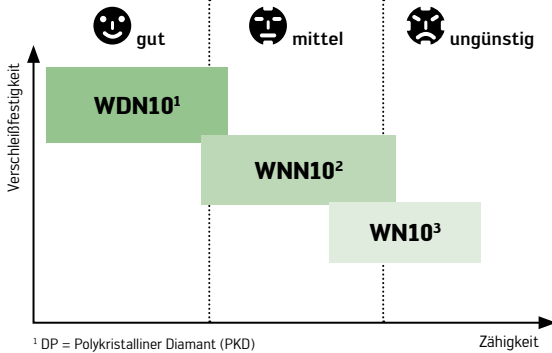 gut
mittel
ungünstig
Verschleißfestigkeit
WDN10¹
WNN10²
WN10³
¹ DP = Polykristalliner Diamant (PKD)
Zähigkeit